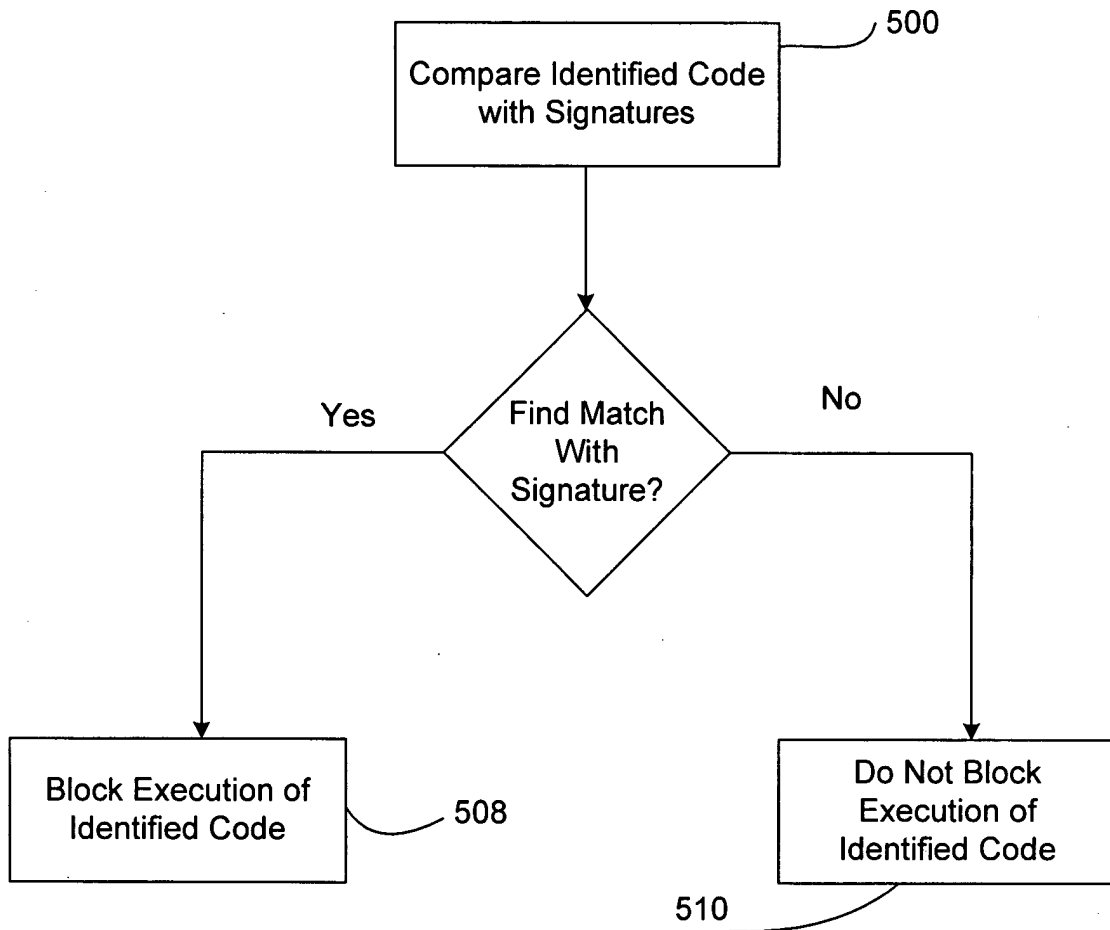 500
Compare Identified Code
with Signatures
Yes
No
Find Match
With
Signature?
Block Execution of
Identified Code
508
Do Not Block
Execution of
Identified Code
510